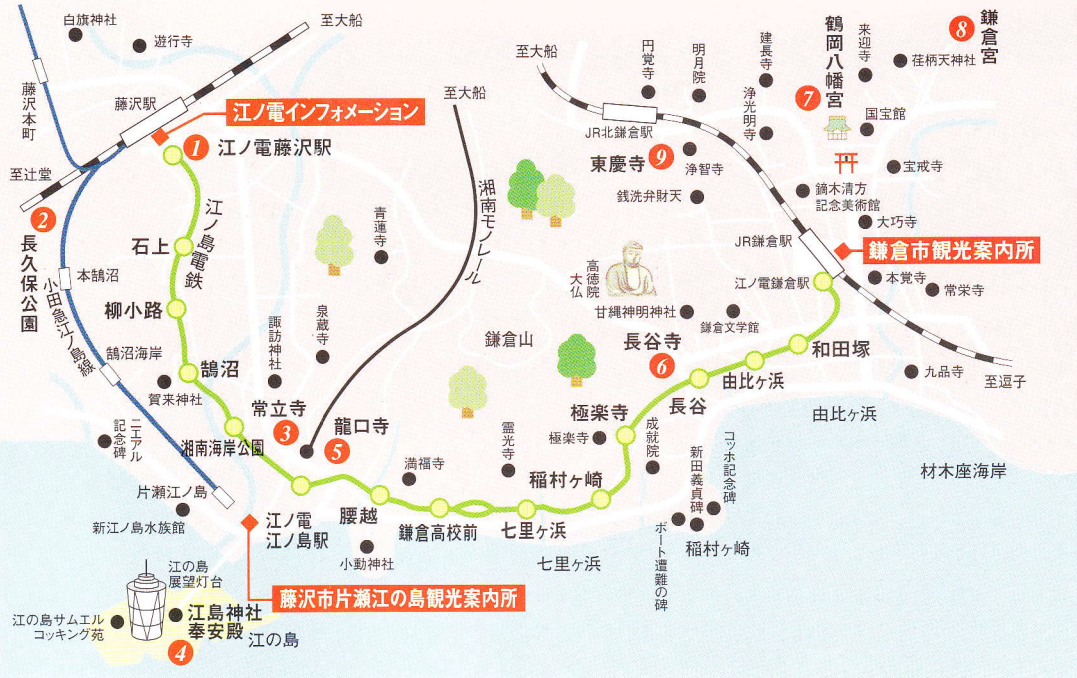 白旗神社
遊行寺
至大船
藤沢本町
藤沢駅
江ノ電インフォメーション
1
江ノ電藤沢駅
至辻堂
2
長久保公園
江ノ島電鉄
石上
本鵠沼
小田急江ノ島線
柳小路
鵠沼海岸
鵠沼
賀来神社
ニエアル
記念碑
湘南海岸公園
片瀬江ノ島
新江ノ島水族館
江の島
展望灯台
江の島サムエル
コッキング苑
江島神社
奉安殿
4
江の島
青蓮寺
泉蔵寺
諏訪神社
常立寺
3
龍口寺
5
至大船
湘南モノレール
江ノ電
江ノ島駅
藤沢市片瀬江の島観光案内所
満福寺
腰越
小動神社
鎌倉高校前
霊光寺
七里ヶ浜
七里ヶ浜
稲村ヶ崎
極楽寺
極楽寺
成就院
新田義貞碑
コッホ記念碑
ボート遭難の碑
稲村ヶ崎
鎌倉山
至大船
円覚寺
明月院
建長寺
浄光明寺
JR北鎌倉駅
東慶寺
9
浄智寺
銭洗弁財天
高徳院
大仏
甘縄神明神社
長谷寺
6
鎌倉文学館
長谷
由比ヶ浜
和田塚
鶴岡八幡宮
7
来迎寺
荏柄天神社
8
鎌倉宮
国宝館
宝戒寺
鏑木清方
記念美術館
大巧寺
JR鎌倉駅
鎌倉市観光案内所
江ノ電鎌倉駅
本覚寺
常栄寺
九品寺
至逗子
由比ヶ浜
材木座海岸